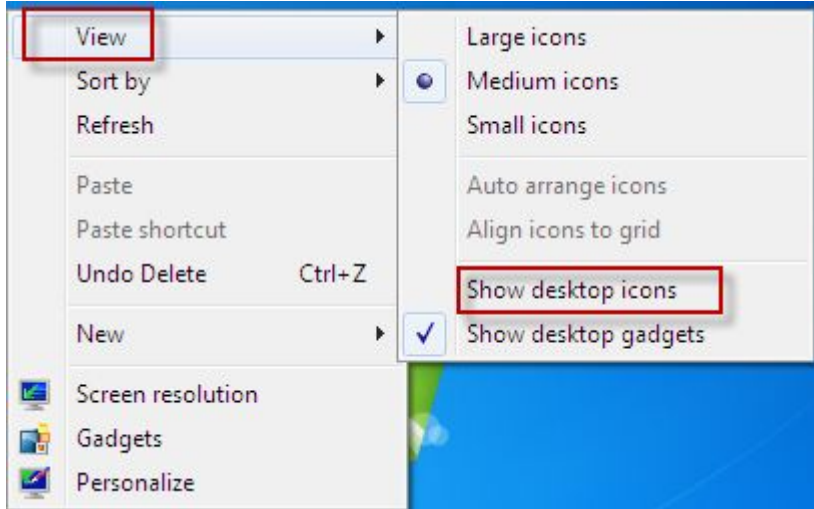 View
Sort by
Refresh
Paste
Paste shortcut
Undo Delete Ctrl+Z
New
Screen resolution
Gadgets
Personalize
Large icons
Medium icons
Small icons
Auto arrange icons
Align icons to grid
Show desktop icons
Show desktop gadgets